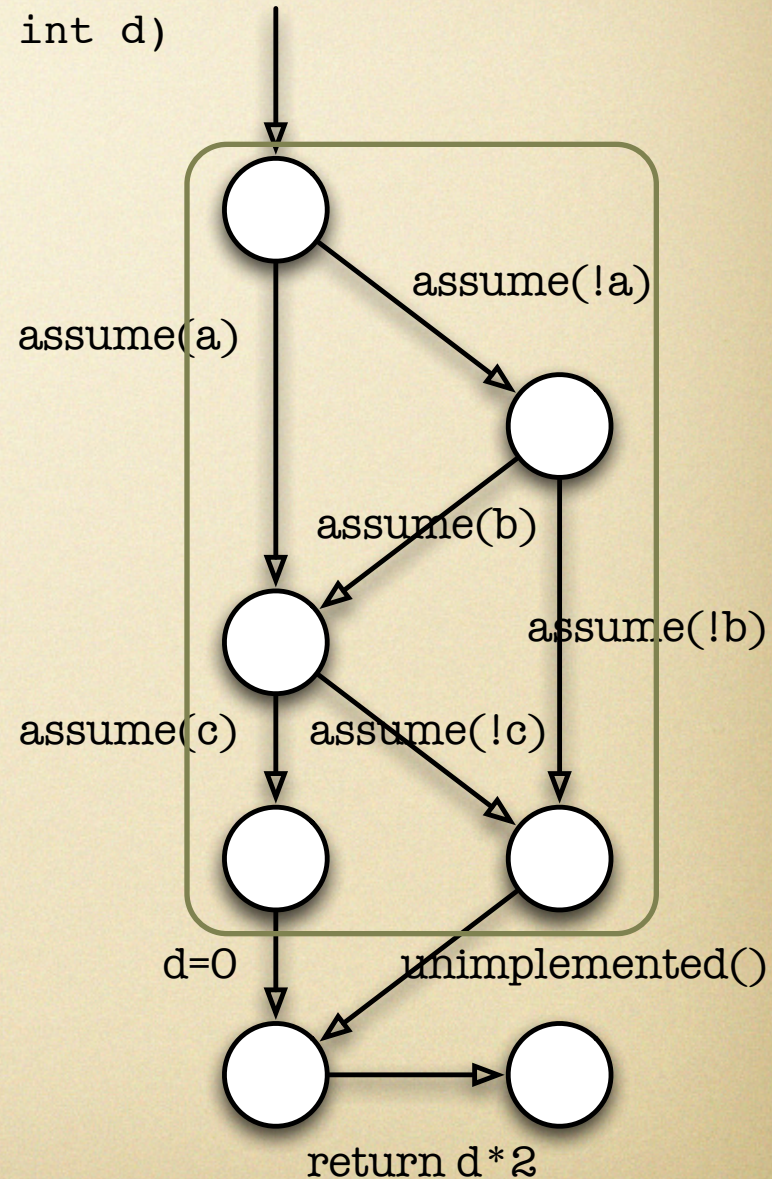 int d)
assume(!a)
assume(a)
assume(b)
assume(!b)
assume(c)
assume(!c)
d=0
unimplemented()
return d*2